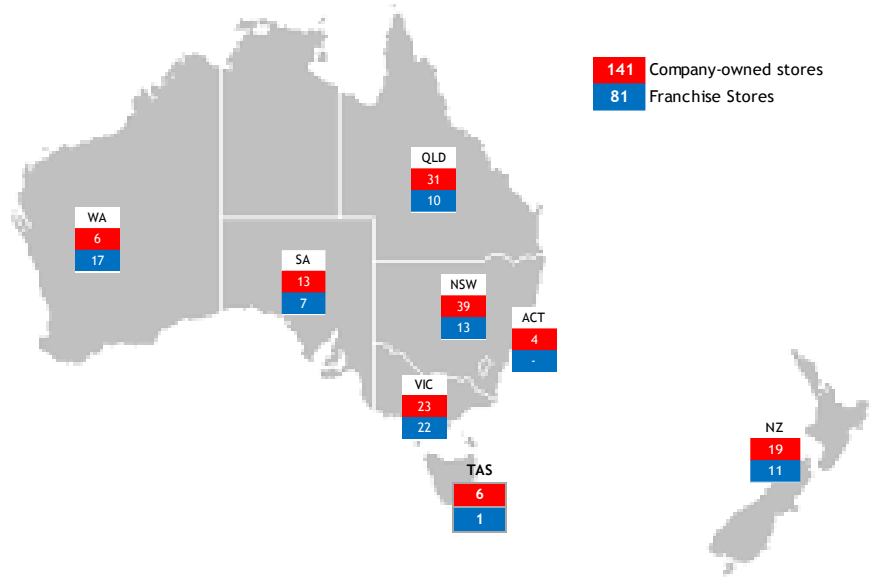 141 Company-owned stores
81 Franchise Stores
QLD
31
10
WA
6
17
SA
13
7
NSW
39
13
ACT
4
-
VIC
23
22
NZ
19
11
TAS
6
1